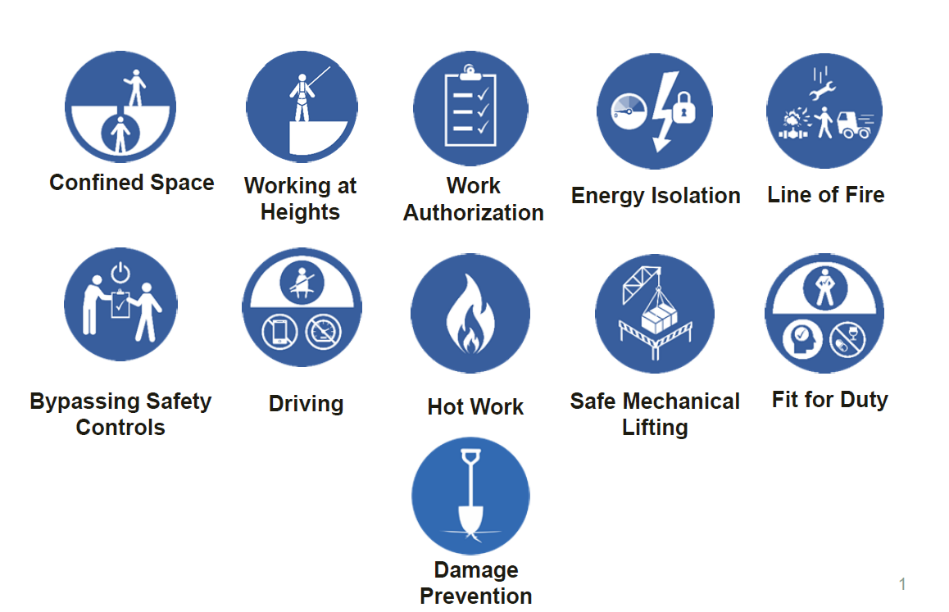 Confined Space
Working at
Heights
Work
Authorization
Energy Isolation
Line of Fire
Bypassing Safety
Controls
Driving
Hot Work
Safe Mechanical
Lifting
Fit for Duty
Damage
Prevention
1